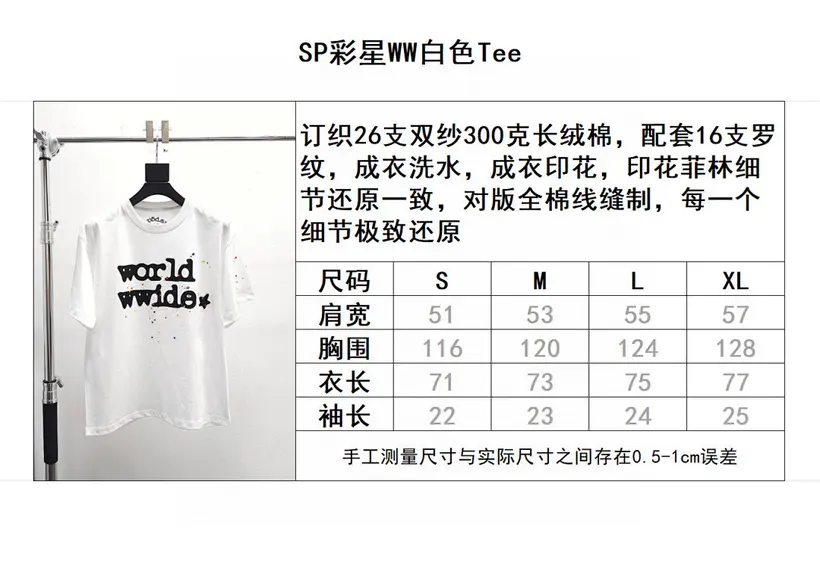 SP彩星WW白色Tee
订织26支双纱300克长绒棉，配套16支罗
纹，成衣洗水，成衣印花，印花菲林细
节还原一致，对版全棉线缝制，每一个
细节极致还原
world
wwide
尺码 S M L XL
肩宽 51 53 55 57
胸围 116 120 124 128
衣长 71 73 75 77
袖长 22 23 24 25
手工测量尺寸与实际尺寸之间存在0.5-1cm误差